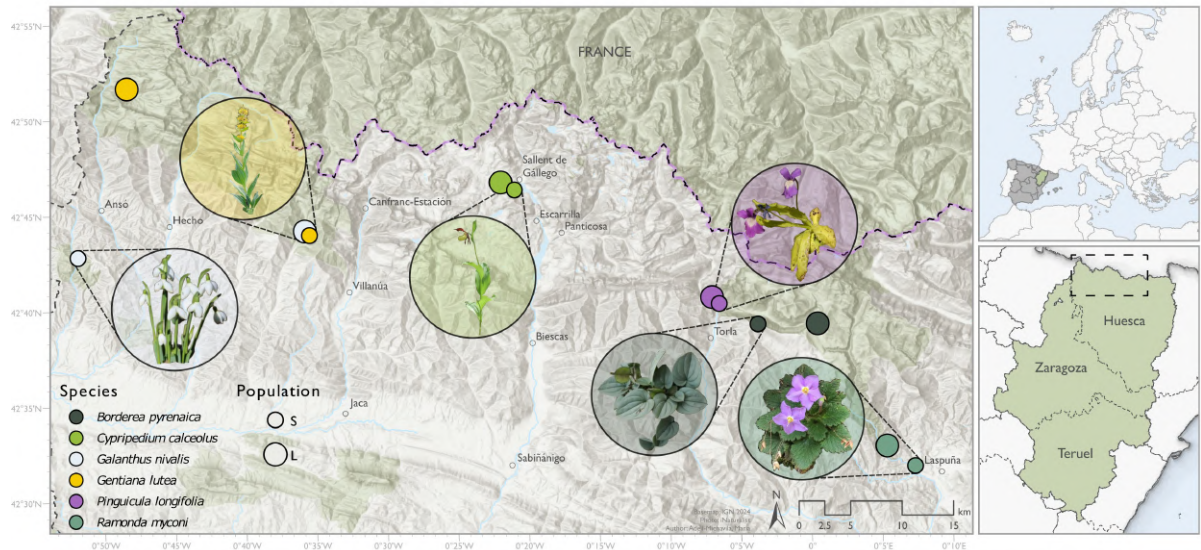 42°55'N
42°50'N
42°45'N
42°40'N
42°35'N
42°30'N
FRANCE
Sallent de
Gállego
Canfranc-Estación
Ansó
Hecho
Escarrilla
Panticosa
Villanúa
Biescas
Torla
Jaca
Sabiñánigo
Laspuña
Species
Borderea pyrenaica
Cypripedium calceolus
Galanthus nivalis
Gentiana lutea
Pinguicula longifolia
Ramonda myconi
Population
S
L
N
0 2.5 5 10 15
km
0°50'W 0°45'W 0°40'W 0°35'W 0°30'W 0°25'W 0°20'W 0°15'W 0°10'W 0°5'W 0° 0°5'E 0°10'E
Huesca
Zaragoza
Teruel